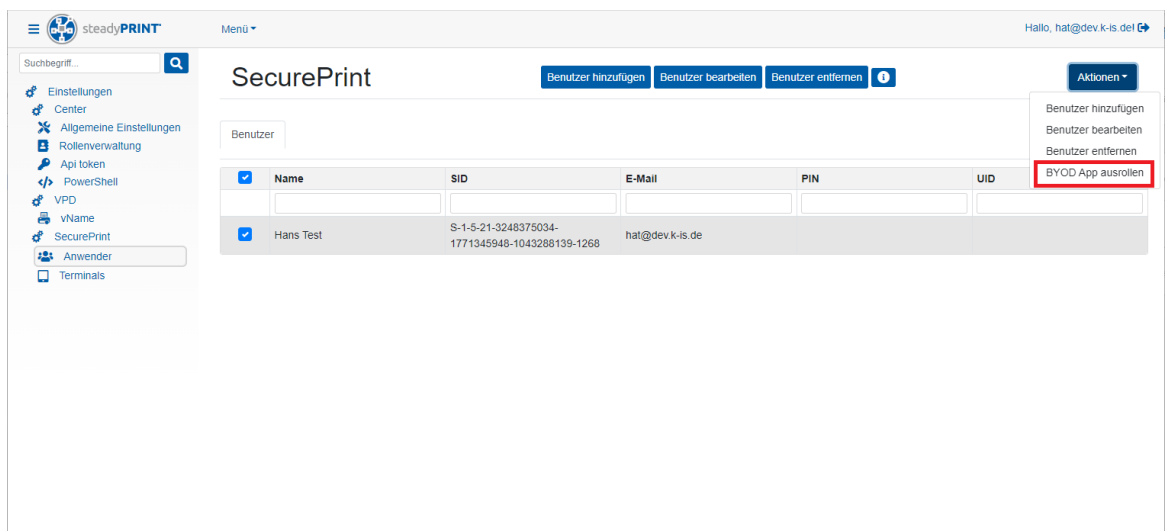 steadyPRINT
Menü
Hallo, hat@dev.k-is.de!
Suchbegriff...
SecurePrint
Benutzer hinzufügen Benutzer bearbeiten Benutzer entfernen
Aktionen
Benutzer hinzufügen
Benutzer bearbeiten
Benutzer entfernen
BYOD App ausrollen
Einstellungen
Center
Allgemeine Einstellungen
Rollenverwaltung
Api token
PowerShell
VPD
vName
SecurePrint
Anwender
Terminals
Benutzer
Name SID E-Mail PIN UID
Hans Test S-1-5-21-3248375034-1771345948-1043288139-1268 hat@dev.k-is.de